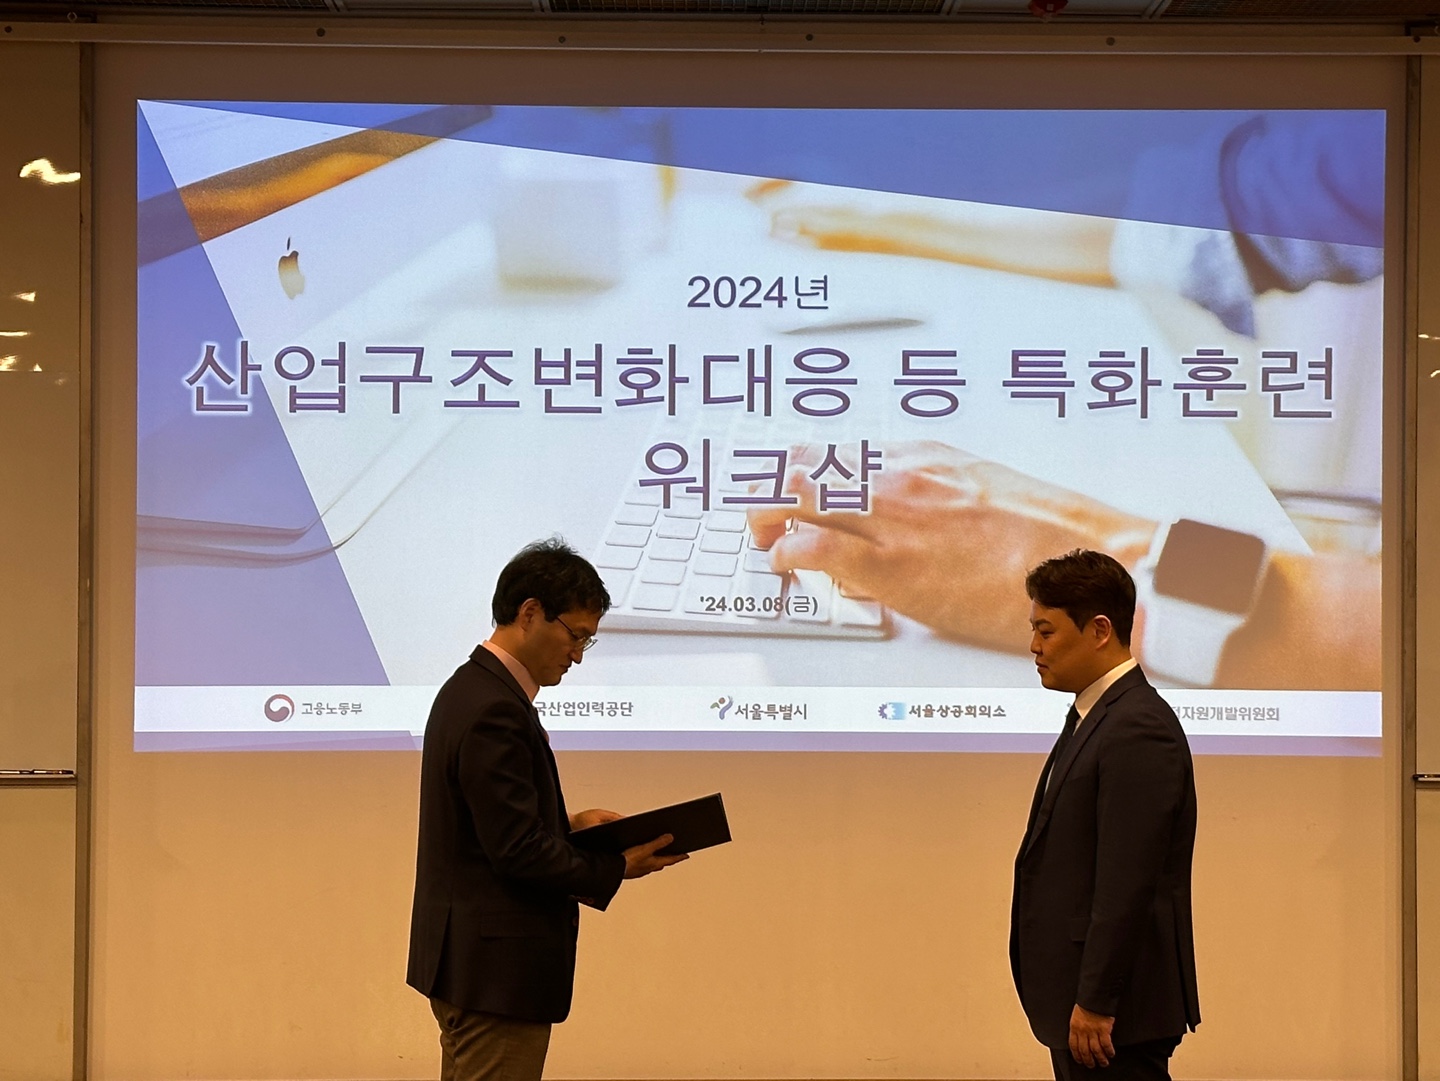 2024년
산업구조변화대응 등 특화훈련
워크샵
'24.03.08(금)
고용노동부
국산업인력공단
서울특별시
서울상공회의소
적자원개발위원회